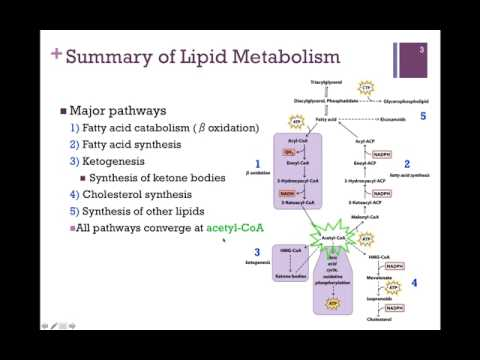 +Summary of Lipid Metabolism
3
■ Major pathways
1) Fatty acid catabolism (β oxidation)
2) Fatty acid synthesis
3) Ketogenesis
■ Synthesis of ketone bodies
4) Cholesterol synthesis
5) Synthesis of other lipids
■All pathways converge at acetyl-CoA
Triacylglycerol
CTP
Diacylglycerol, Phosphatidate
Glycerophospholipid
ATP
Fatty acid
Eicosanoids
5
Acyl-CoA
Acyl-ACP
QH₂
NADPH
Enoyl-CoA
Enoyl-ACP
1
β oxidation
2
fatty acid synthesis
3-Hydroxyacyl-CoA
3-Hydroxyacyl-ACP
NADH
NADPH
3-Ketoacyl-CoA
3-Ketoacyl-ACP
Malonyl-CoA
Acetyl-CoA
ATP
3
ketogenesis
HMG-CoA
Ketone bodies
citric
acid
cycle,
oxidative
phosphorylation
ATP
HMG-CoA
NADPH
Mevalonate
ATP
4
Isoprenoids
NADPH
Cholesterol